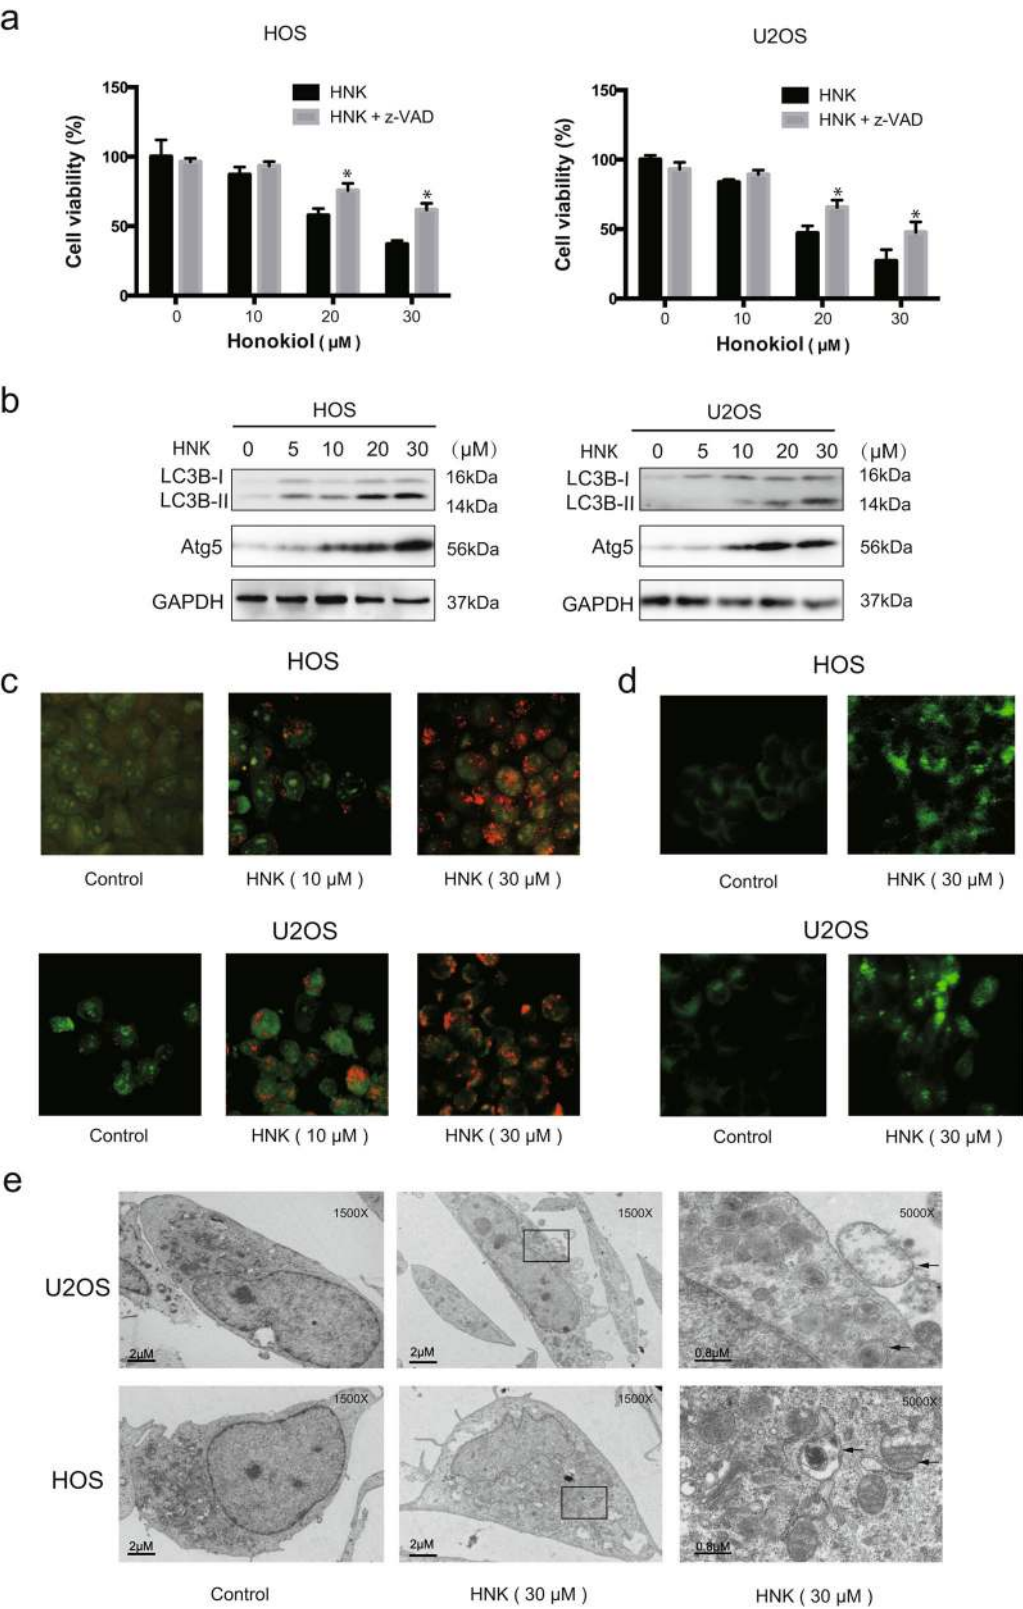 a
HOS
U2OS
150
100
50
0
Cell viability (%)
HNK
HNK + z-VAD
*
*
0 10 20 30
Honokiol ( µM )
150
100
50
0
Cell viability (%)
HNK
HNK + z-VAD
*
*
0 10 20 30
Honokiol ( µM )
b
HOS
HNK 0 5 10 20 30 (µM)
LC3B-I 16kDa
LC3B-II 14kDa
Atg5 56kDa
GAPDH 37kDa
U2OS
HNK 0 5 10 20 30 (µM)
LC3B-I 16kDa
LC3B-II 14kDa
Atg5 56kDa
GAPDH 37kDa
c
HOS
Control HNK ( 10 µM ) HNK ( 30 µM )
U2OS
Control HNK ( 10 µM ) HNK ( 30 µM )
d
HOS
Control HNK ( 30 µM )
U2OS
Control HNK ( 30 µM )
e
U2OS
1500X 1500X 5000X
2µM 2µM 0.8µM
HOS
1500X 1500X 5000X
2µM 2µM 0.8µM
Control HNK ( 30 µM ) HNK ( 30 µM )